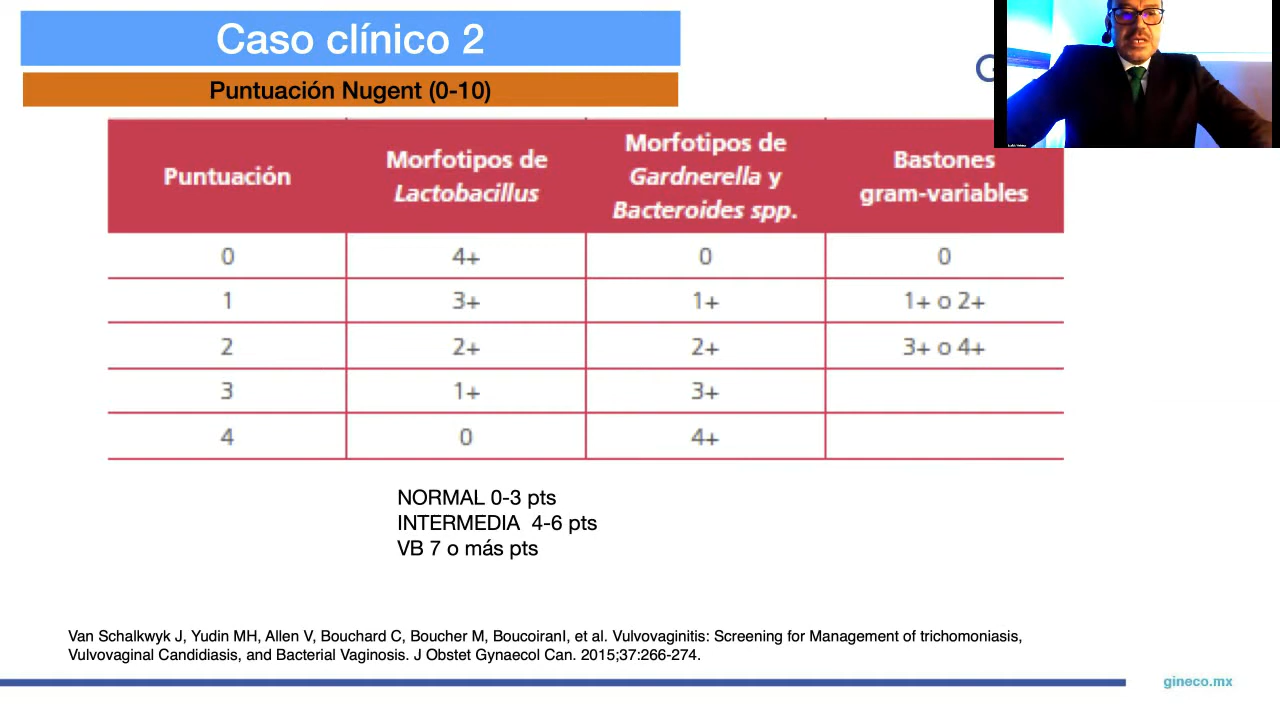 Caso clínico 2
Puntuación Nugent (0-10)
Puntuación
Morfotipos de
Lactobacillus
Morfotipos de
Gardnerella y
Bacteroides spp.
Bastones
gram-variables
0 4+ 0 0
1 3+ 1+ 1+ o 2+
2 2+ 2+ 3+ o 4+
3 1+ 3+
4 0 4+
NORMAL 0-3 pts
INTERMEDIA 4-6 pts
VB 7 o más pts
Van Schalkwyk J, Yudin MH, Allen V, Bouchard C, Boucher M, BoucoiranI, et al. Vulvovaginitis: Screening for Management of trichomoniasis,
Vulvovaginal Candidiasis, and Bacterial Vaginosis. J Obstet Gynaecol Can. 2015;37:266-274.
gineco.mx